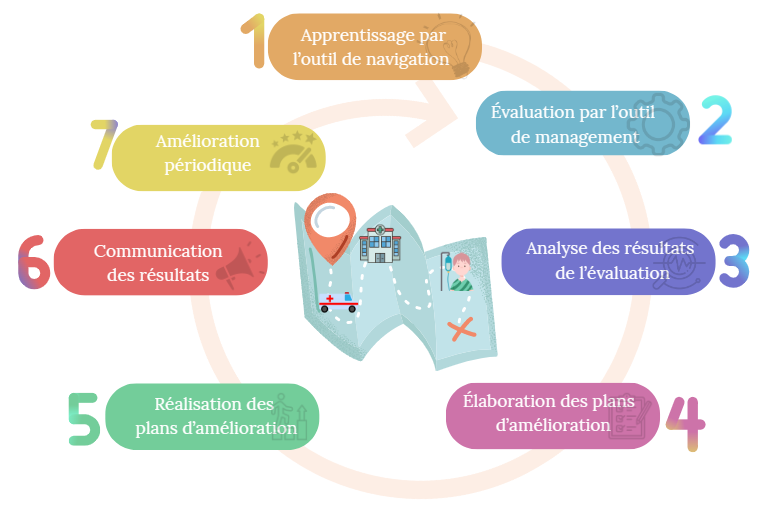 1
Apprentissage par
l'outil de navigation
2
Évaluation par l'outil
de management
3
Analyse des résultats
de l'évaluation
4
Élaboration des plans
d'amélioration
5
Réalisation des
plans d'amélioration
6
Communication
des résultats
7
Amélioration
périodique